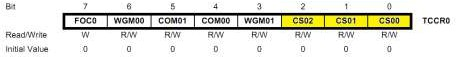 Bit 7 6 5 4 3 2 1 0
FOC0 WGM00 COM01 COM00 WGM01 CS02 CS01 CS00 TCCR0
Read/Write W R/W R/W R/W R/W R/W R/W R/W
Initial Value 0 0 0 0 0 0 0 0